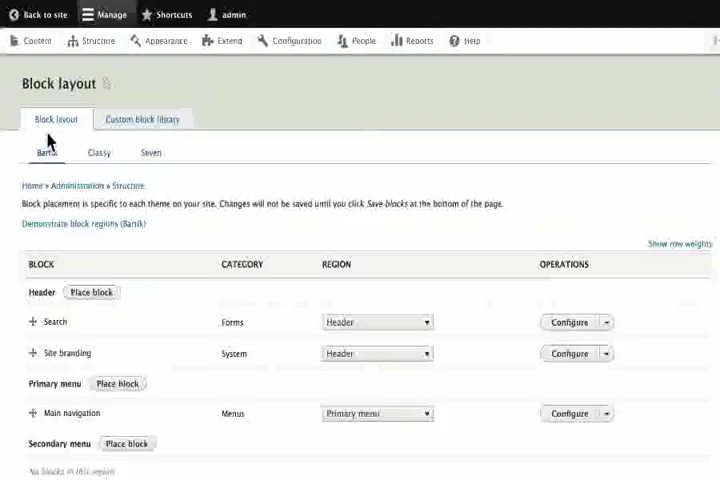 Back to site Manage Shortcuts admin
Content Structure Appearance Extend Configuration People Reports Help
Block layout
Block layout Custom block library
Classy Seven
Home » Administration » Structure
Block placement is specific to each theme on your site. Changes will not be saved until you click Save blocks at the bottom of the page.
Demonstrate block regions (Bartik)
Show row weights
BLOCK CATEGORY REGION OPERATIONS
Header Place block
Search Forms Header Configure
Site branding System Header Configure
Primary menu Place block
Main navigation Menus Primary menu Configure
Secondary menu Place block
No blocks in this region